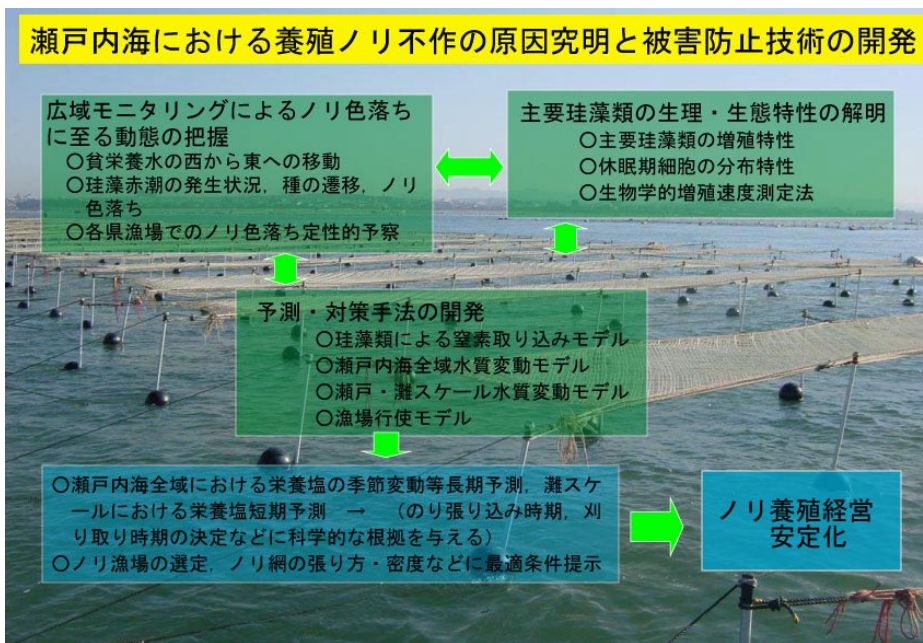 瀬戸内海における養殖ノリ不作の原因究明と被害防止技術の開発
広域モニタリングによるノリ色落ち
に至る動態の把握
○貧栄養水の西から東への移動
○珪藻赤潮の発生状況，種の遷移，ノリ
色落ち
○各県漁場でのノリ色落ち定性的予察
主要珪藻類の生理・生態特性の解明
○主要珪藻類の増殖特性
○休眠期細胞の分布特性
○生物学的増殖速度測定法
予測・対策手法の開発
○珪藻類による窒素取り込みモデル
○瀬戸内海全域水質変動モデル
○瀬戸・灘スケール水質変動モデル
○漁場行使モデル
○瀬戸内海全域における栄養塩の季節変動等長期予測，灘スケ
ールにおける栄養塩短期予測　→　（のり張り込み時期，刈
り取り時期の決定などに科学的な根拠を与える）
○ノリ漁場の選定，ノリ網の張り方・密度などに最適条件提示
ノリ養殖経営
安定化